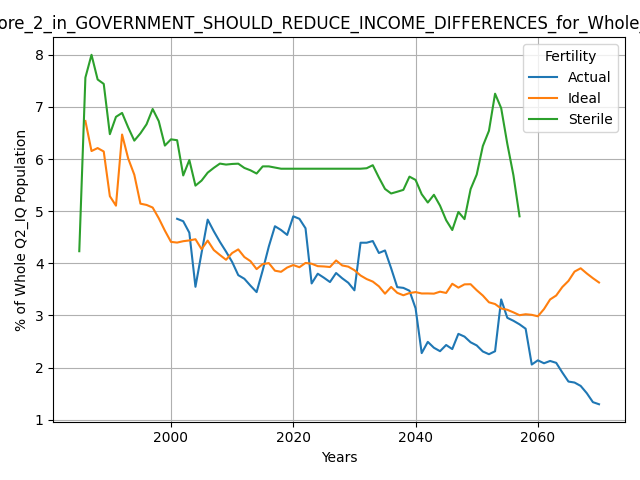 ore_2_in_GOVERNMENT_SHOULD_REDUCE_INCOME_DIFFERENCES_for_Whole_
Fertility
Actual
Ideal
Sterile
% of Whole Q2_IQ Population
8
7
6
5
4
3
2
1
2000
2020
2040
2060
Years